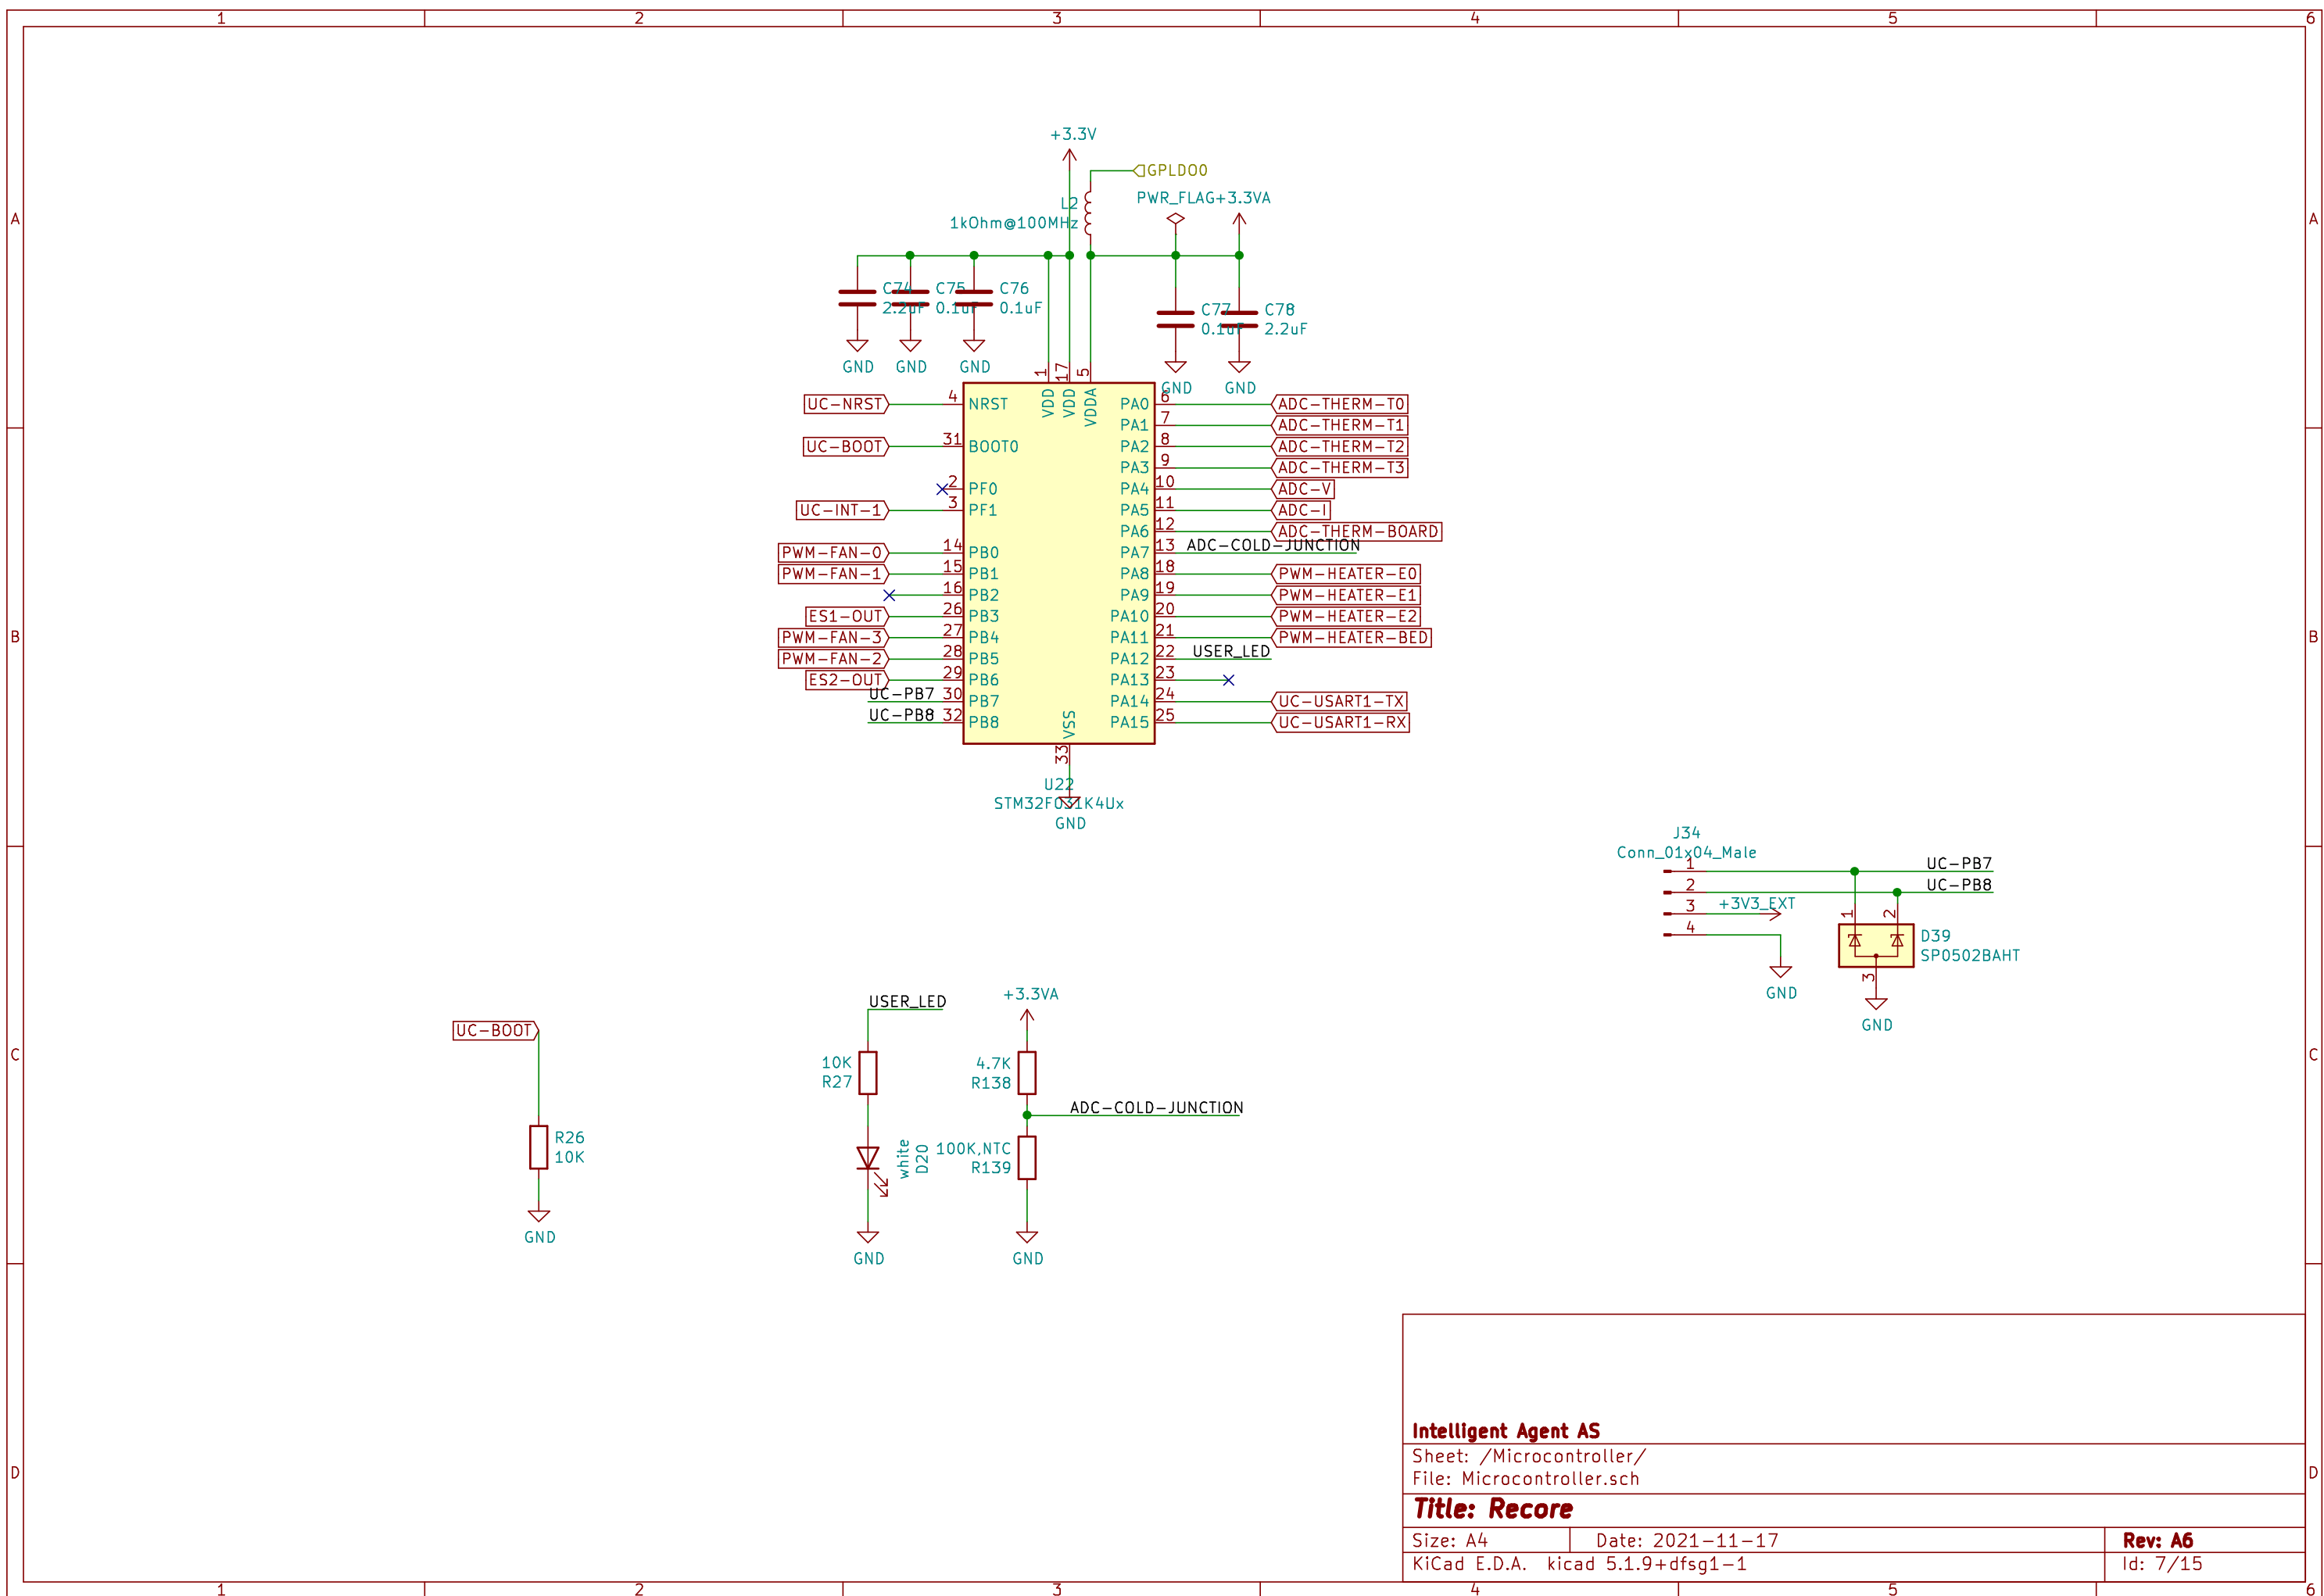 1 2 3 4 5 6
A A
B B
C C
D D
+3.3V
GPLDO0
PWR_FLAG +3.3VA
L2
1kOhm@100MHz
C74
2.2uF
C75
0.1uF
C76
0.1uF
C77
0.1uF
C78
2.2uF
GND GND GND GND GND
1 17 5
VDD VDD VDDA
UC-NRST 4 NRST
UC-BOOT 31 BOOT0
2 PF0
UC-INT-1 3 PF1
PWM-FAN-0 14 PB0
PWM-FAN-1 15 PB1
16 PB2
ES1-OUT 26 PB3
PWM-FAN-3 27 PB4
PWM-FAN-2 28 PB5
ES2-OUT 29 PB6
UC-PB7 30 PB7
UC-PB8 32 PB8
PA0 6 ADC-THERM-T0
PA1 7 ADC-THERM-T1
PA2 8 ADC-THERM-T2
PA3 9 ADC-THERM-T3
PA4 10 ADC-V
PA5 11 ADC-I
PA6 12 ADC-THERM-BOARD
PA7 13 ADC-COLD-JUNCTION
PA8 18 PWM-HEATER-E0
PA9 19 PWM-HEATER-E1
PA10 20 PWM-HEATER-E2
PA11 21 PWM-HEATER-BED
PA12 22 USER_LED
PA13 23
PA14 24 UC-USART1-TX
PA15 25 UC-USART1-RX
VSS
33
U22
STM32F031K4Ux
GND
J34
Conn_01x04_Male
1 UC-PB7
2 UC-PB8
3 +3V3_EXT
4
GND
1 2
D39
SP0502BAHT
3
GND
UC-BOOT
R26
10K
GND
USER_LED
10K
R27
white
D20
GND
+3.3VA
4.7K
R138
ADC-COLD-JUNCTION
100K,NTC
R139
GND
Intelligent Agent AS
Sheet: /Microcontroller/
File: Microcontroller.sch
Title: Recore
Size: A4 Date: 2021-11-17 Rev: A6
KiCad E.D.A. kicad 5.1.9+dfsg1-1 Id: 7/15
1 2 3 4 5 6